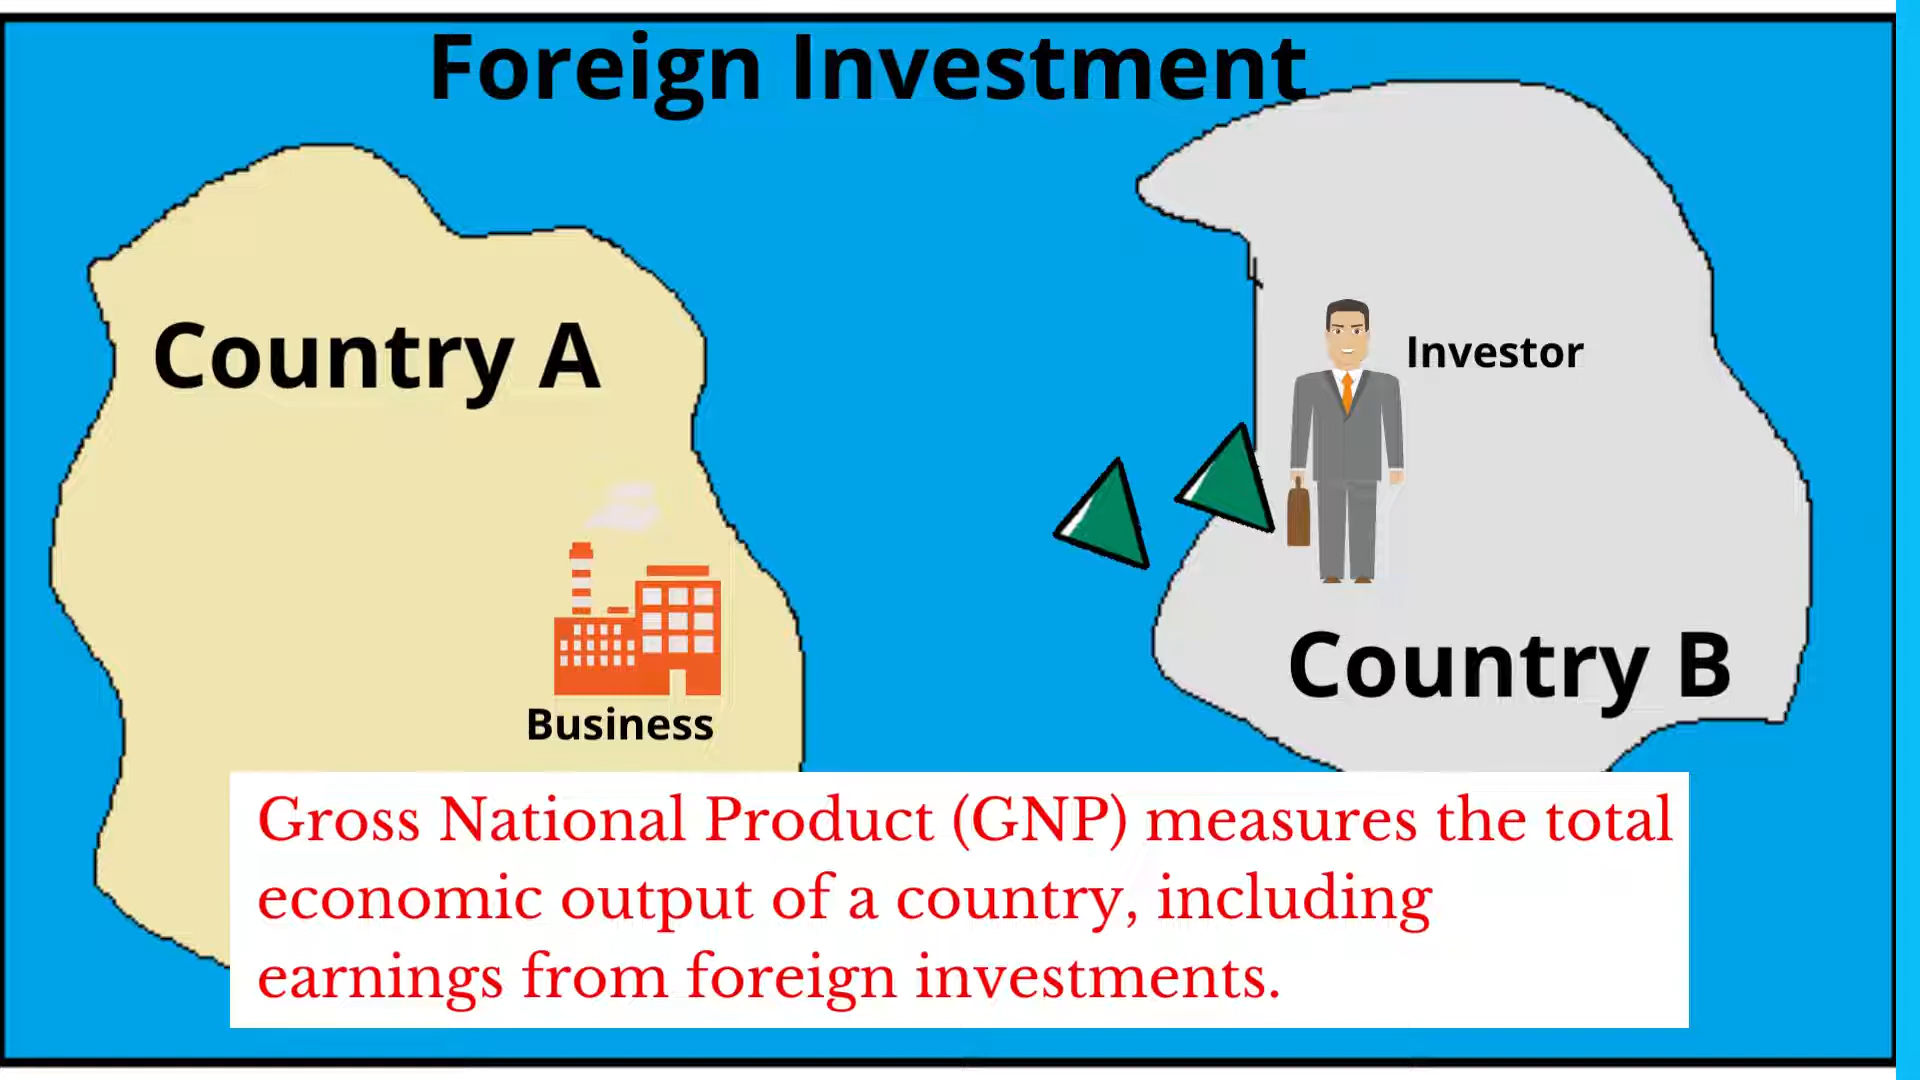 Foreign Investment
Country A
Investor
Country B
Business
Gross National Product (GNP) measures the total
economic output of a country, including
earnings from foreign investments.